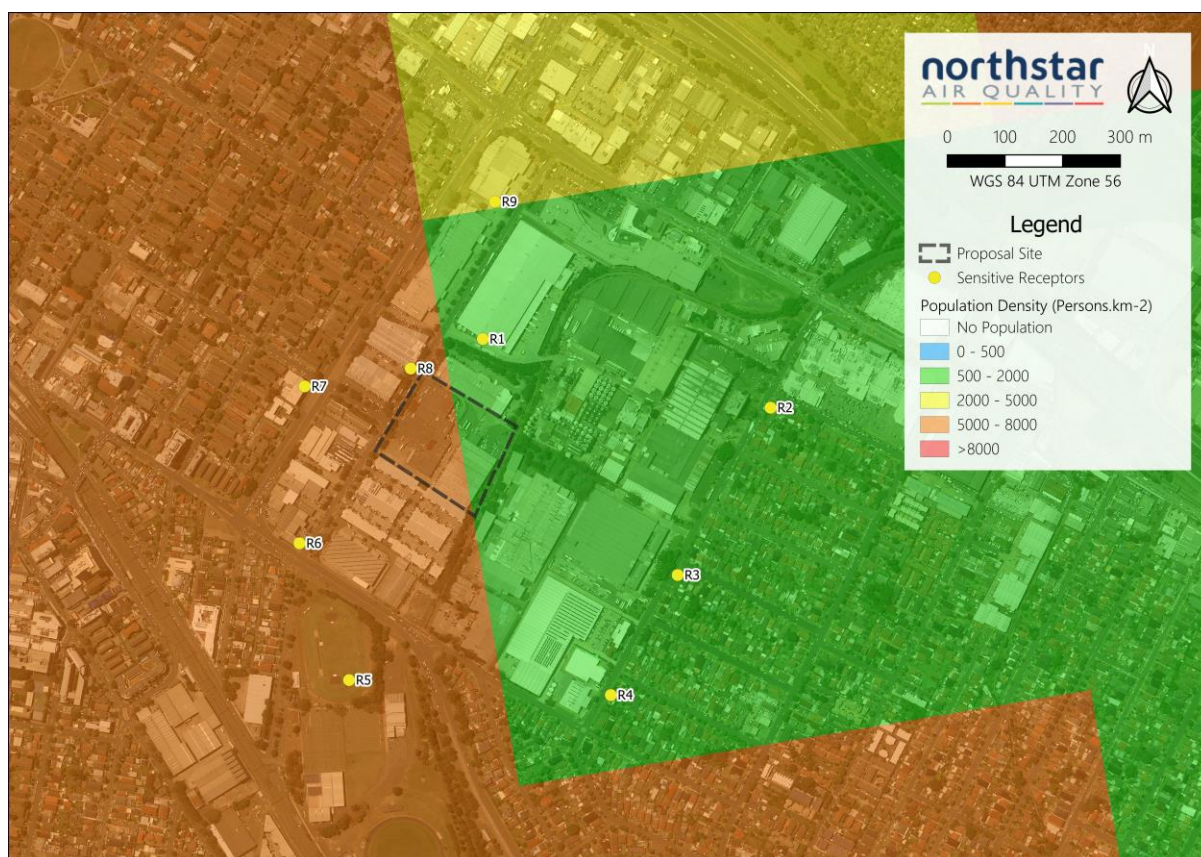 northstar
AIR QUALITY
N
0 100 200 300 m
WGS 84 UTM Zone 56
Legend
Proposal Site
Sensitive Receptors
Population Density (Persons.km-2)
No Population
0 - 500
500 - 2000
2000 - 5000
5000 - 8000
>8000
R9
R1
R8
R7
R2
R6
R3
R5
R4